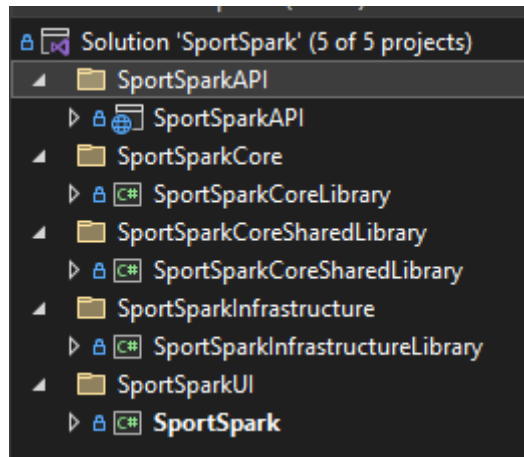 Solution 'SportSpark' (5 of 5 projects)
SportSparkAPI
SportSparkAPI
SportSparkCore
C# SportSparkCoreLibrary
SportSparkCoreSharedLibrary
C# SportSparkCoreSharedLibrary
SportSparkInfrastructure
C# SportSparkInfrastructureLibrary
SportSparkUI
C# SportSpark